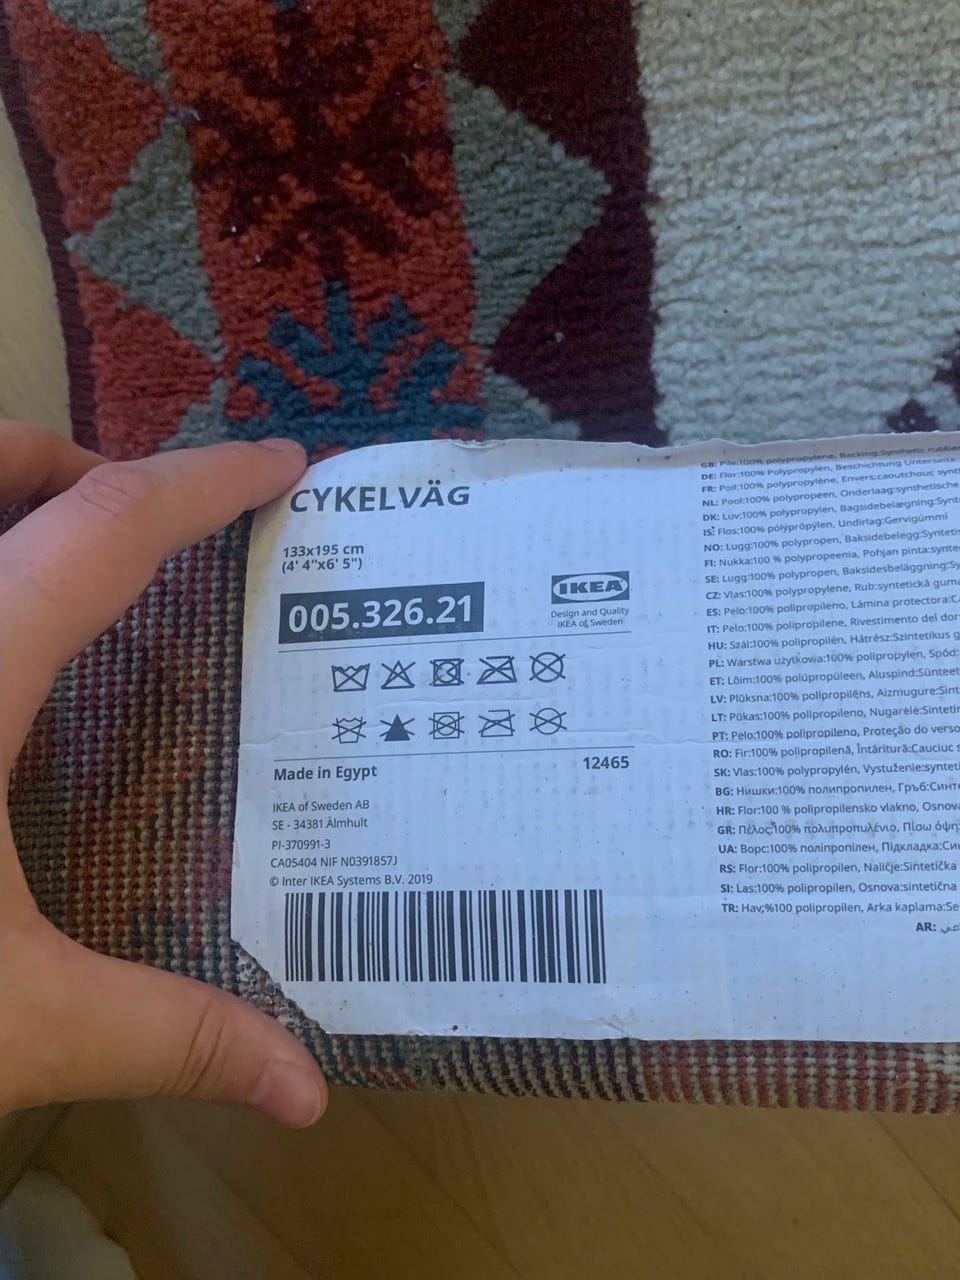 CYKELVÄG
133x195 cm
(4' 4"x6' 5")
005.326.21
IKEA
Design and Quality
IKEA of Sweden
Made in Egypt
12465
IKEA of Sweden AB
SE - 34381 Älmhult
PI-370991-3
CA05404 NIF N0391857J
© Inter IKEA Systems B.V. 2019
GB: Pile:100% polypropylene, Backing:Synthetic rubber
DE: Flor:100% Polypropylen, Beschichtung Unterseite
FR: Poil:100% polypropylène, Envers:caoutchouc
NL: Pool:100% polypropeen, Onderlaag:synthetische
DK: Luv:100% polypropylen, Bagsidebelægning:Synt
IS: Flos:100% pólýprópýlen, Undirlag:Gervigúmmí
NO: Lugg:100% polypropen, Baksidebelegg:Synteti
FI: Nukka:100 % polypropeenia, Pohjan pinta:synte
SE: Lugg:100% polypropen, Baksidesbeläggning:Sy
CZ: Vlas:100% polypropylene, Rub:syntetická guma
ES: Pelo:100% polipropileno, Lámina protectora:Ca
IT: Pelo:100% polipropilene, Rivestimento del dor
HU: Szál:100% polipropilén, Hátrész:Szintetikus g
PL: Warstwa użytkowa:100% polipropylen, Spód:
ET: Lõim:100% polüpropüleen, Aluspind:Sünteet
LV: Plūksna:100% polipropilēns, Aizmugure:Sint
LT: Pūkas:100% polipropileno, Nugarėlė:Sintetin
PT: Pelo:100% polipropileno, Proteção do verso
RO: Fir:100% polipropilenă, Întăritură:Cauciuc s
SK: Vlas:100% polypropylén, Vystuženie:syntet
BG: Нишки:100% полипропилен, Гръб:Синт
HR: Flor:100 % polipropilensko vlakno, Osnova
GR: Πέλος:100% πολυπροπυλένιο, Πίσω όψη:
UA: Ворс:100% поліпропілен, Підкладка:Си
RS: Flor:100% polipropilen, Naličje:Sintetička
SI: Las:100% polipropilen, Osnova:sintetična
TR: Hav:%100 polipropilen, Arka kaplama:Se
AR: